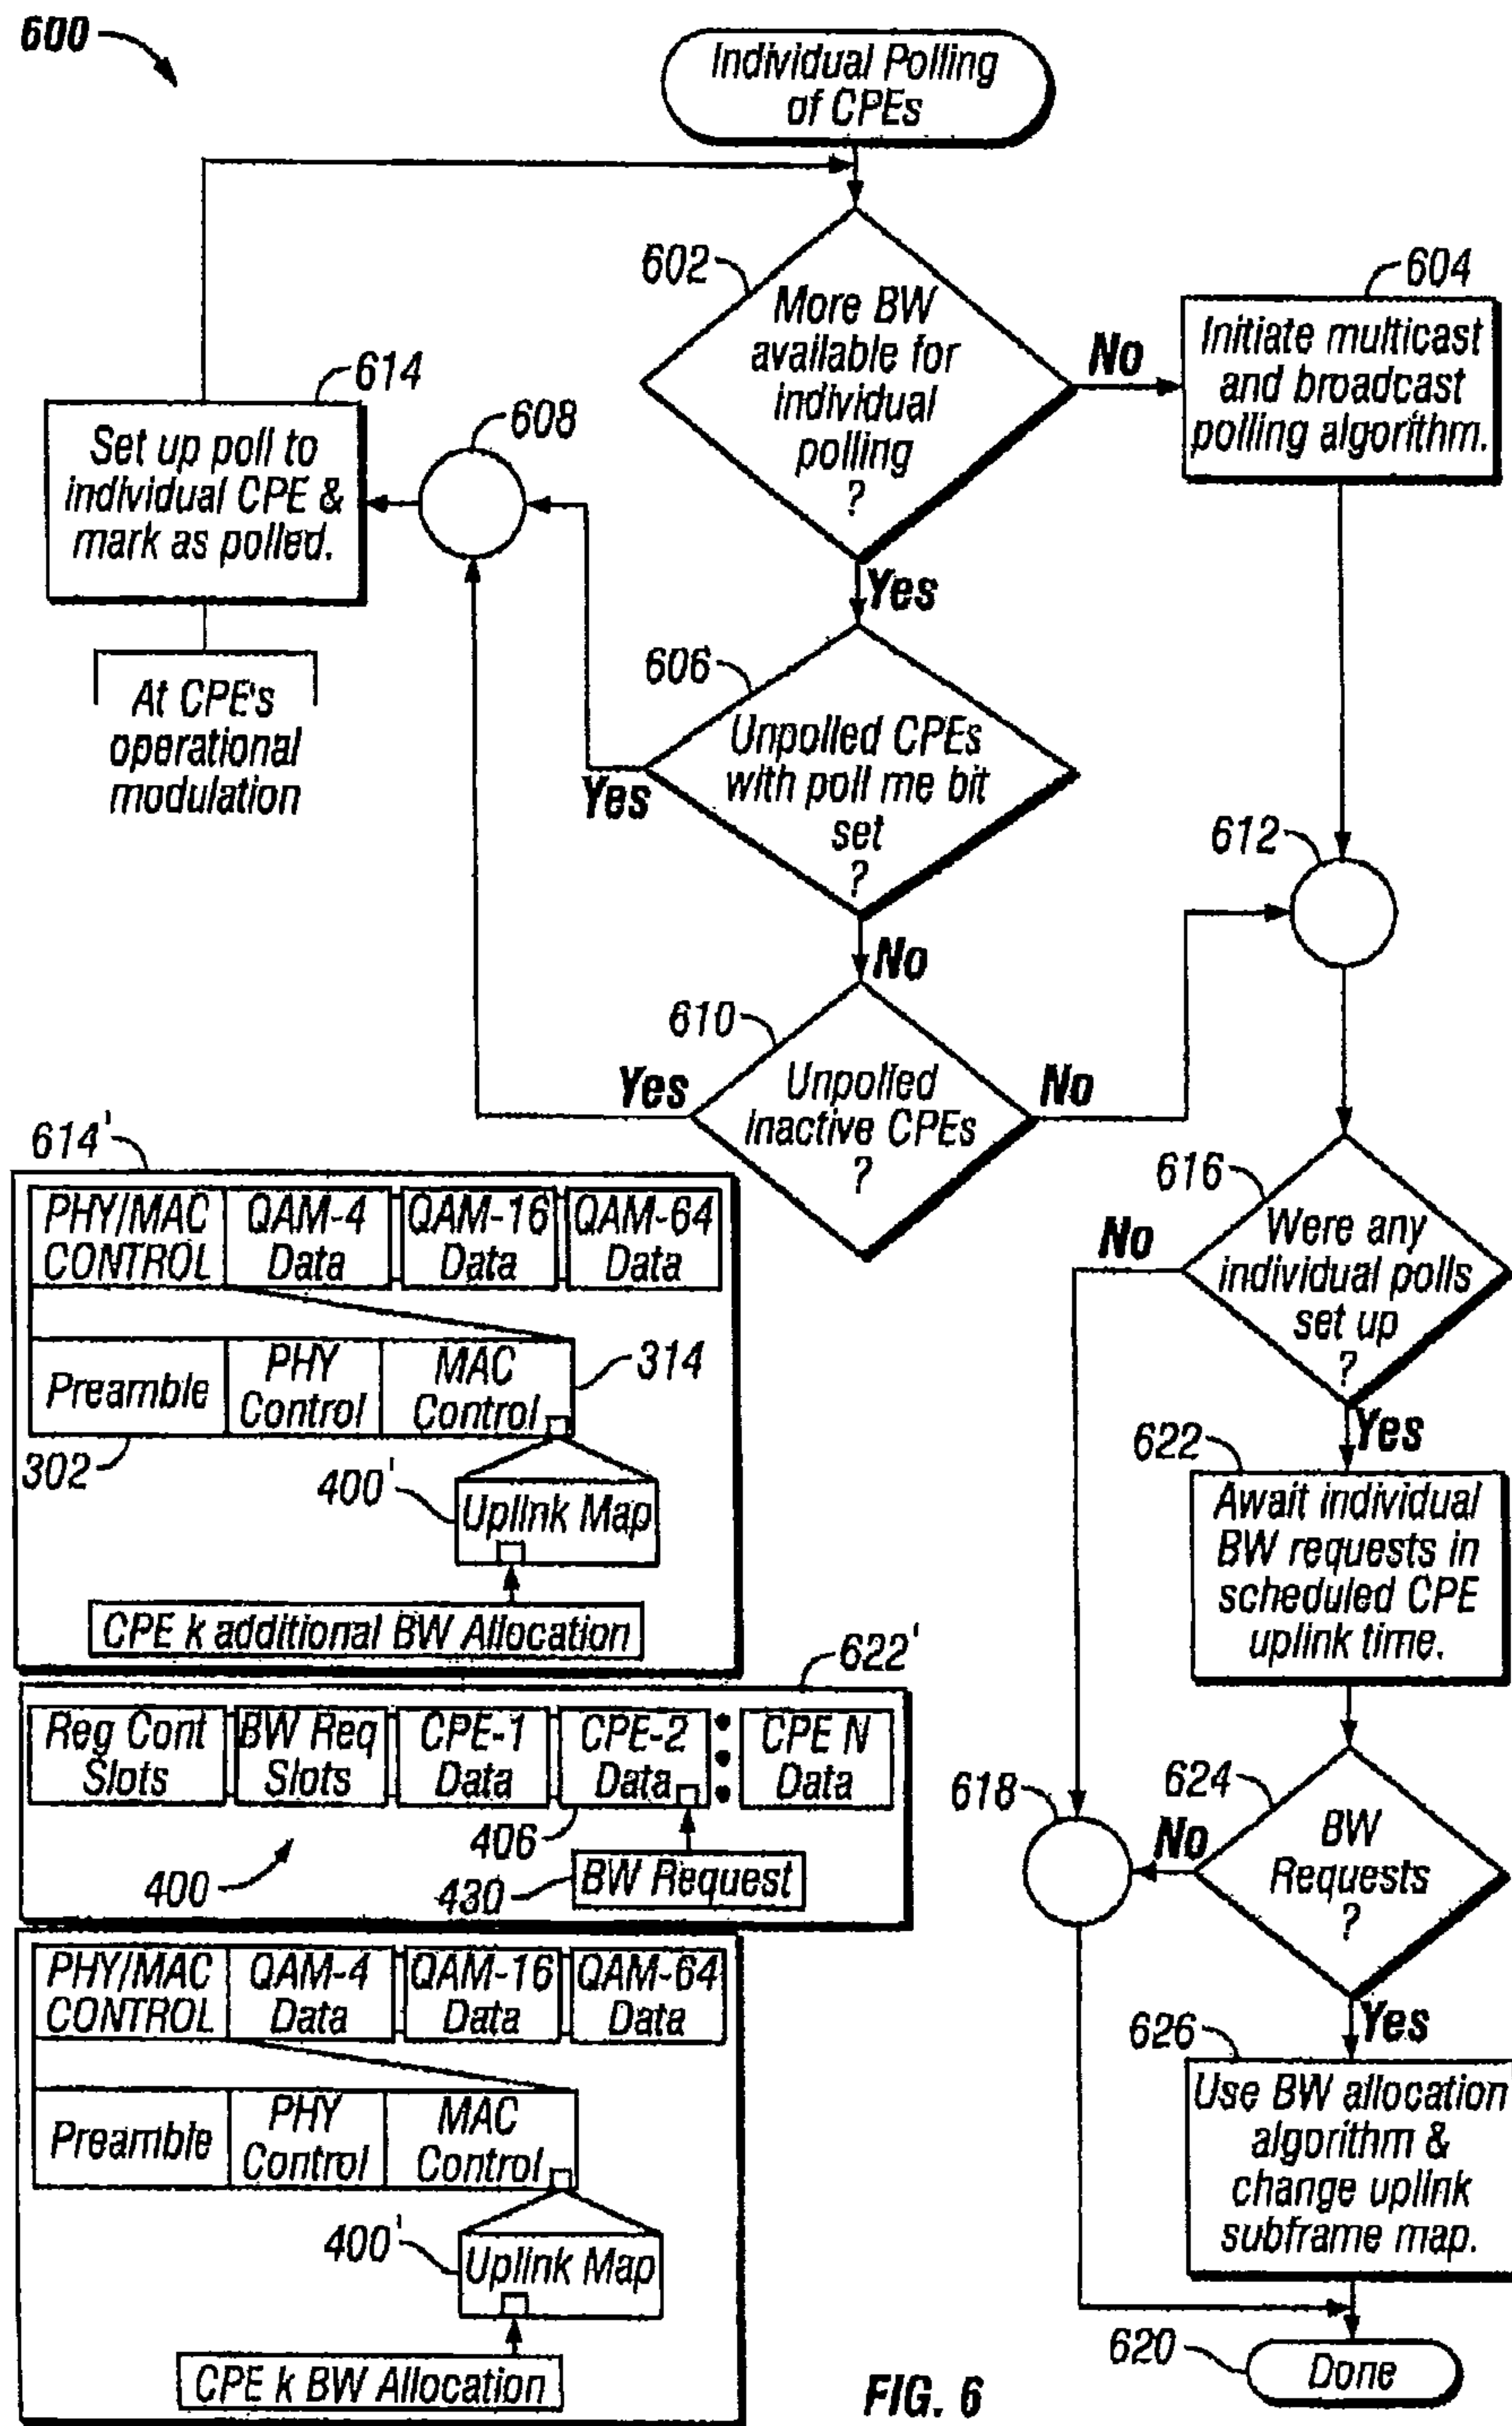 600
Individual Polling
of CPEs
602
More BW
available for
individual
polling
?
No
604
Initiate multicast
and broadcast
polling algorithm.
614
Set up poll to
individual CPE &
mark as polled.
608
Yes
At CPE's
operational
modulation
606
Unpolled CPEs
with poll me bit
set
?
Yes
No
612
610
Unpolled
inactive CPEs
?
Yes
No
616
Were any
individual polls
set up
?
No
Yes
622
Await individual
BW requests in
scheduled CPE
uplink time.
624
BW
Requests
?
No
618
Yes
626
Use BW allocation
algorithm &
change uplink
subframe map.
620
Done
614'
PHY/MAC
CONTROL
QAM-4
Data
QAM-16
Data
QAM-64
Data
Preamble
PHY
Control
MAC
Control
314
302
400'
Uplink Map
CPE k additional BW Allocation
622'
Reg Cont
Slots
BW Req
Slots
CPE-1
Data
CPE-2
Data
CPE N
Data
406
400
430
BW Request
PHY/MAC
CONTROL
QAM-4
Data
QAM-16
Data
QAM-64
Data
Preamble
PHY
Control
MAC
Control
400'
Uplink Map
CPE k BW Allocation
FIG. 6